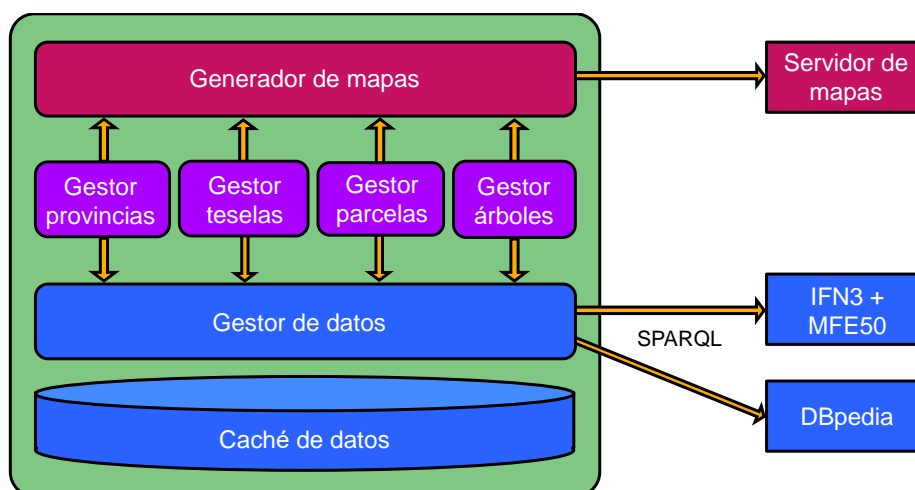 Generador de mapas
Servidor de
mapas
Gestor
provincias
Gestor
teselas
Gestor
parcelas
Gestor
árboles
Gestor de datos
IFN3 +
MFE50
SPARQL
DBpedia
Caché de datos